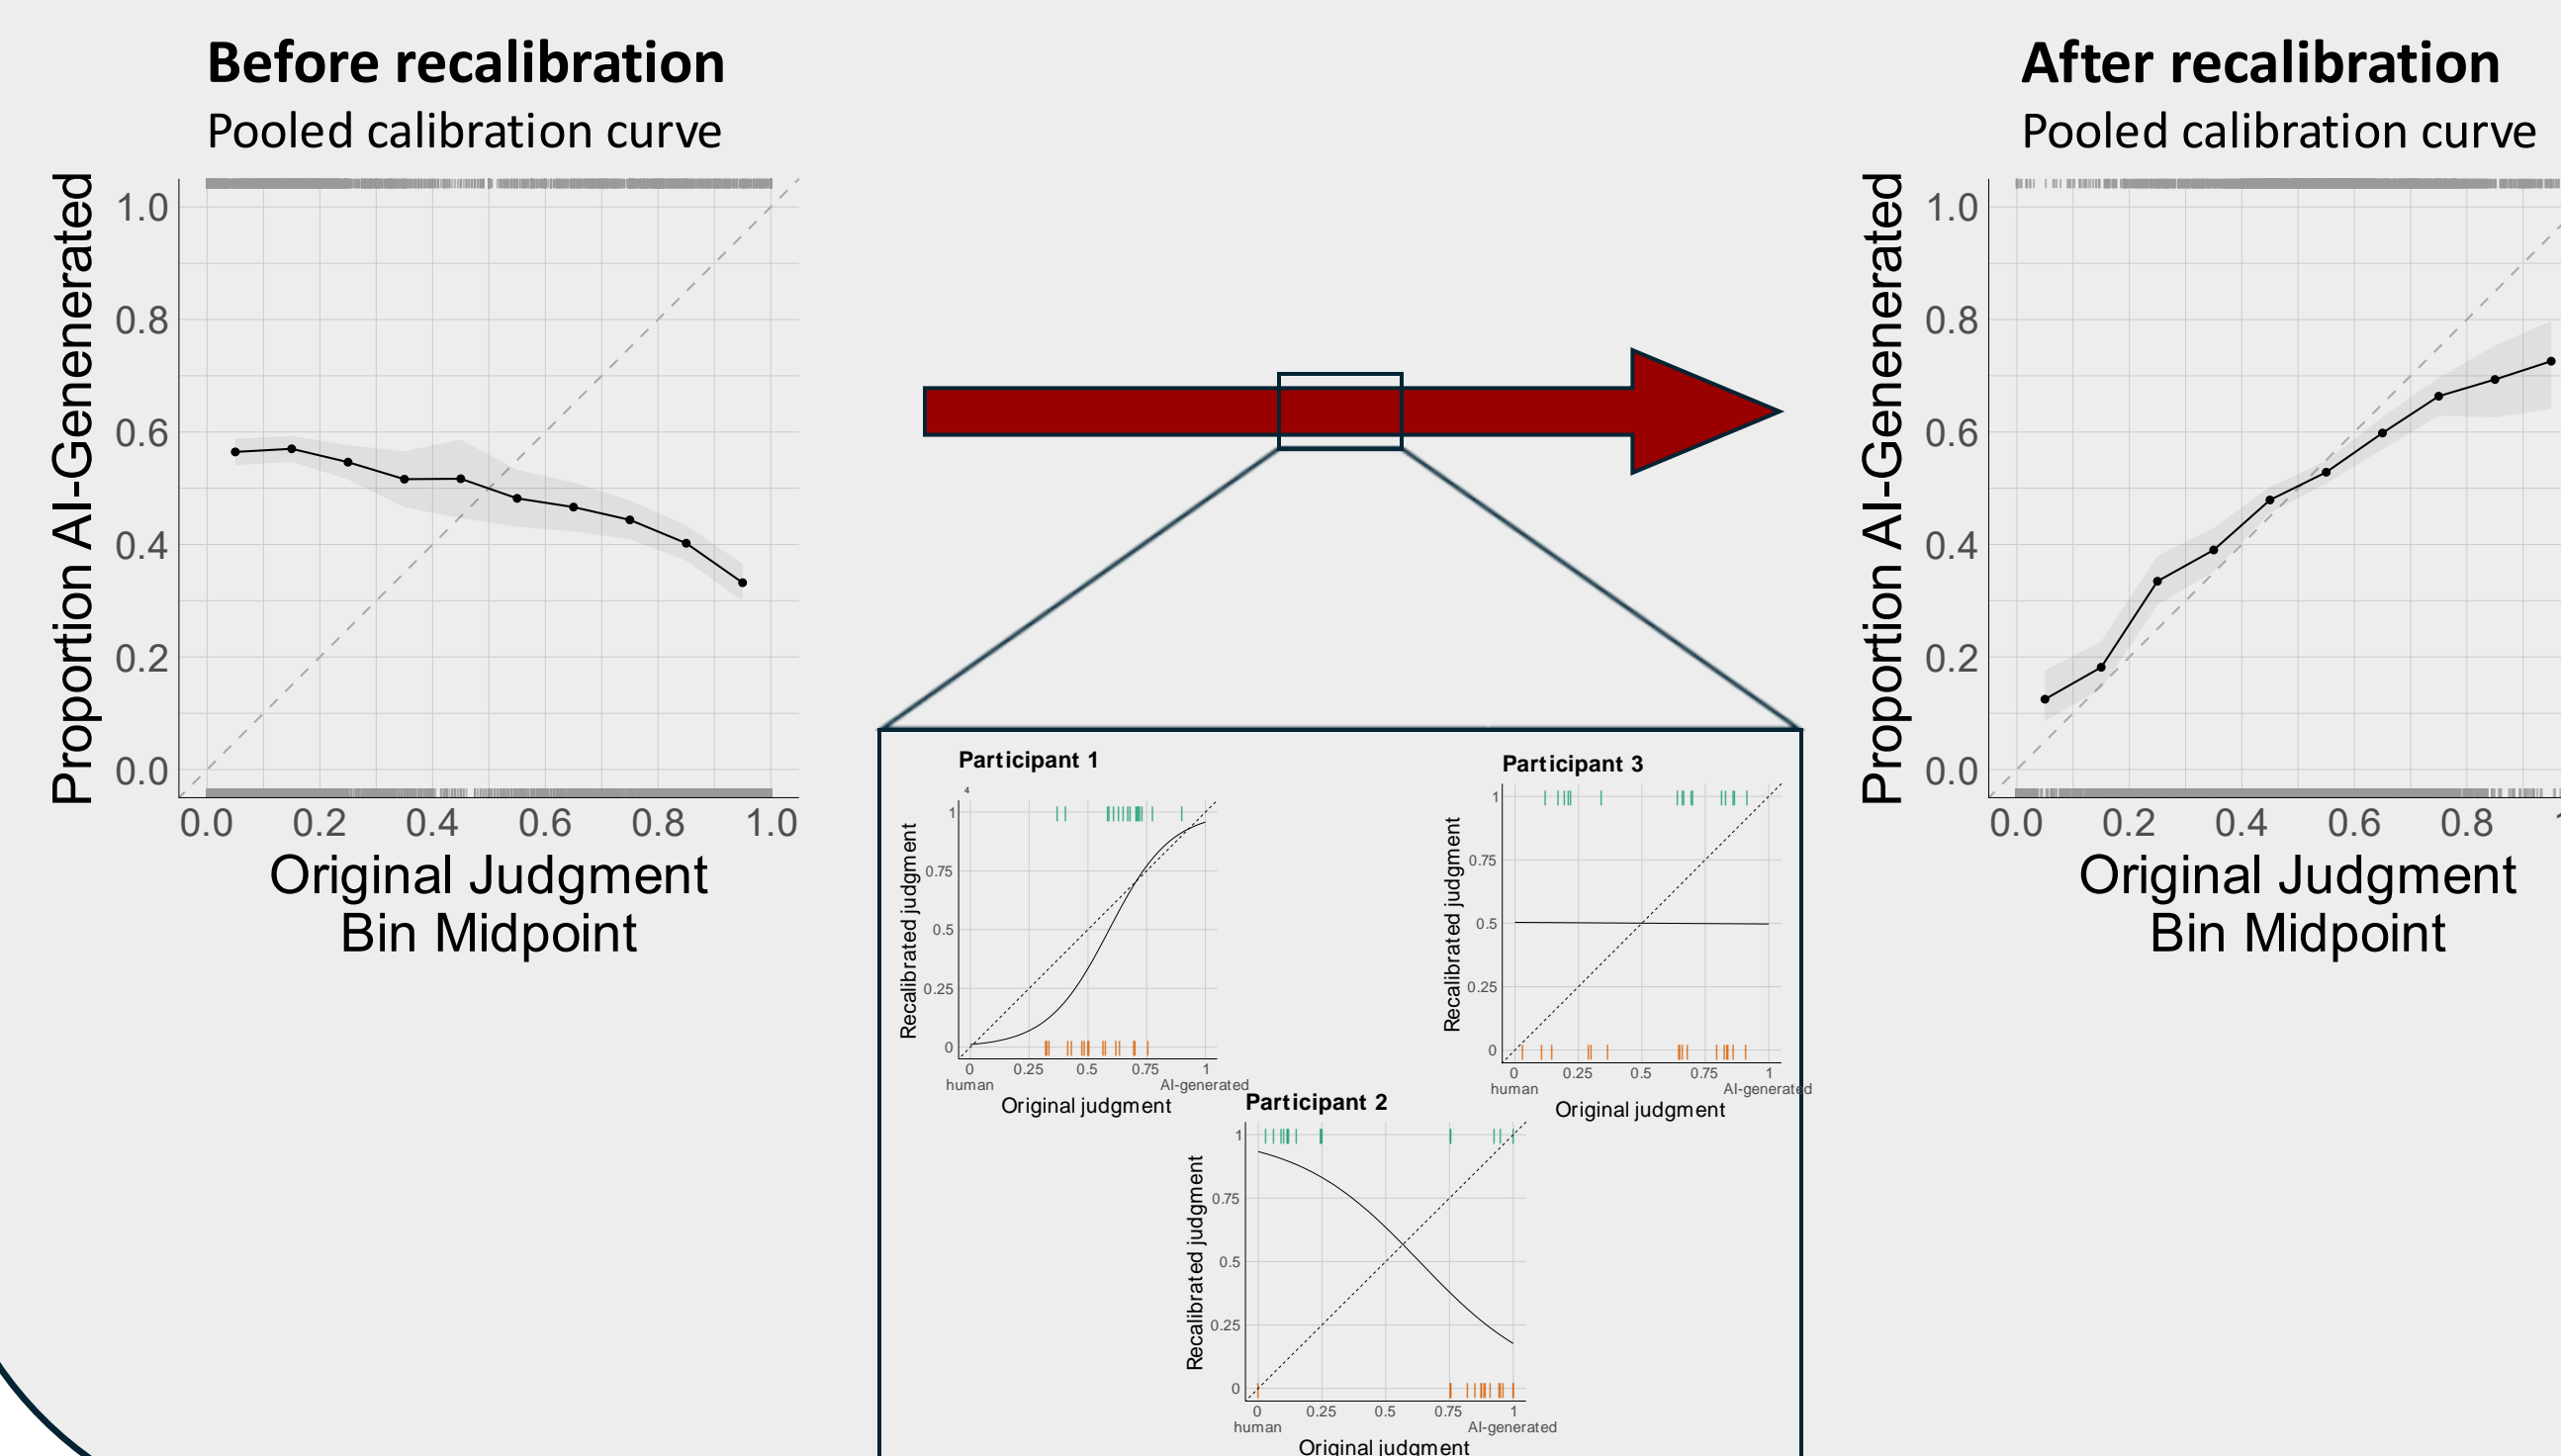 Before recalibration
Pooled calibration curve
Proportion AI-Genenerated
1.0
0.8
0.6
0.4
0.2
0.0
0.0 0.2 0.4 0.6 0.8 1.0
Original Judgment
Bin Midpoint
Participant 1
4
Recalibrated judgment
1
0.75
0.5
0.25
0
0 0.25 0.5 0.75 1
human AI-generated
Original judgment
Participant 3
Recalibrated judgment
1
0.75
0.5
0.25
0
0 0.25 0.5 0.75 1
human AI-generated
Original judgment
Participant 2
Recalibrated judgment
1
0.75
0.5
0.25
0
0 0.25 0.5 0.75 1
human AI-generated
Original judgment
After recalibration
Pooled calibration curve
Proportion AI-Genenerated
1.0
0.8
0.6
0.4
0.2
0.0
0.0 0.2 0.4 0.6 0.8
Original Judgment
Bin Midpoint